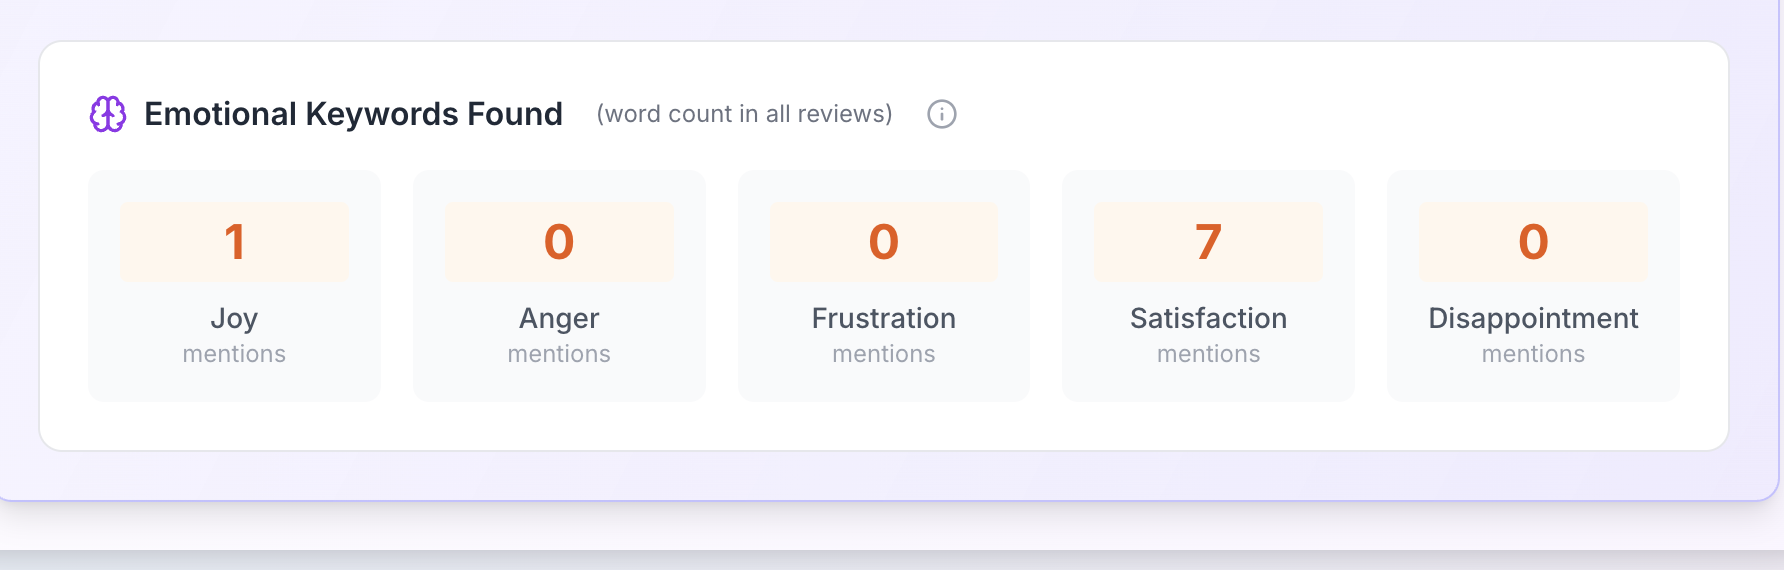 Emotional Keywords Found (word count in all reviews)
1 0 0 7 0
Joy Anger Frustration Satisfaction Disappointment
mentions mentions mentions mentions mentions